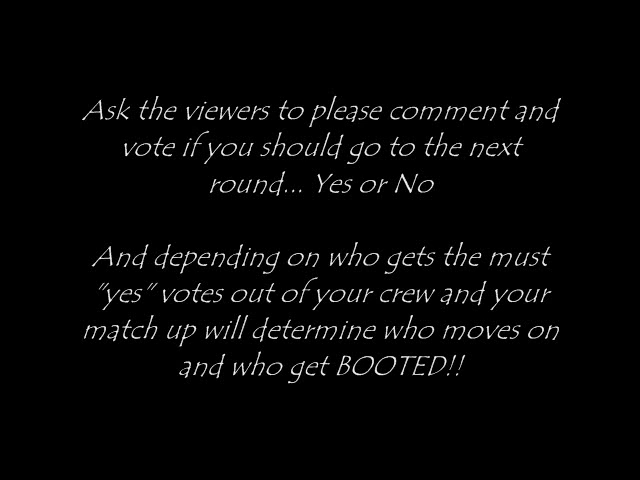 Ask the viewers to please comment and
vote if you should go to the next
round... Yes or No
And depending on who gets the must
"yes" votes out of your crew and your
match up will determine who moves on
and who get BOOTED!!